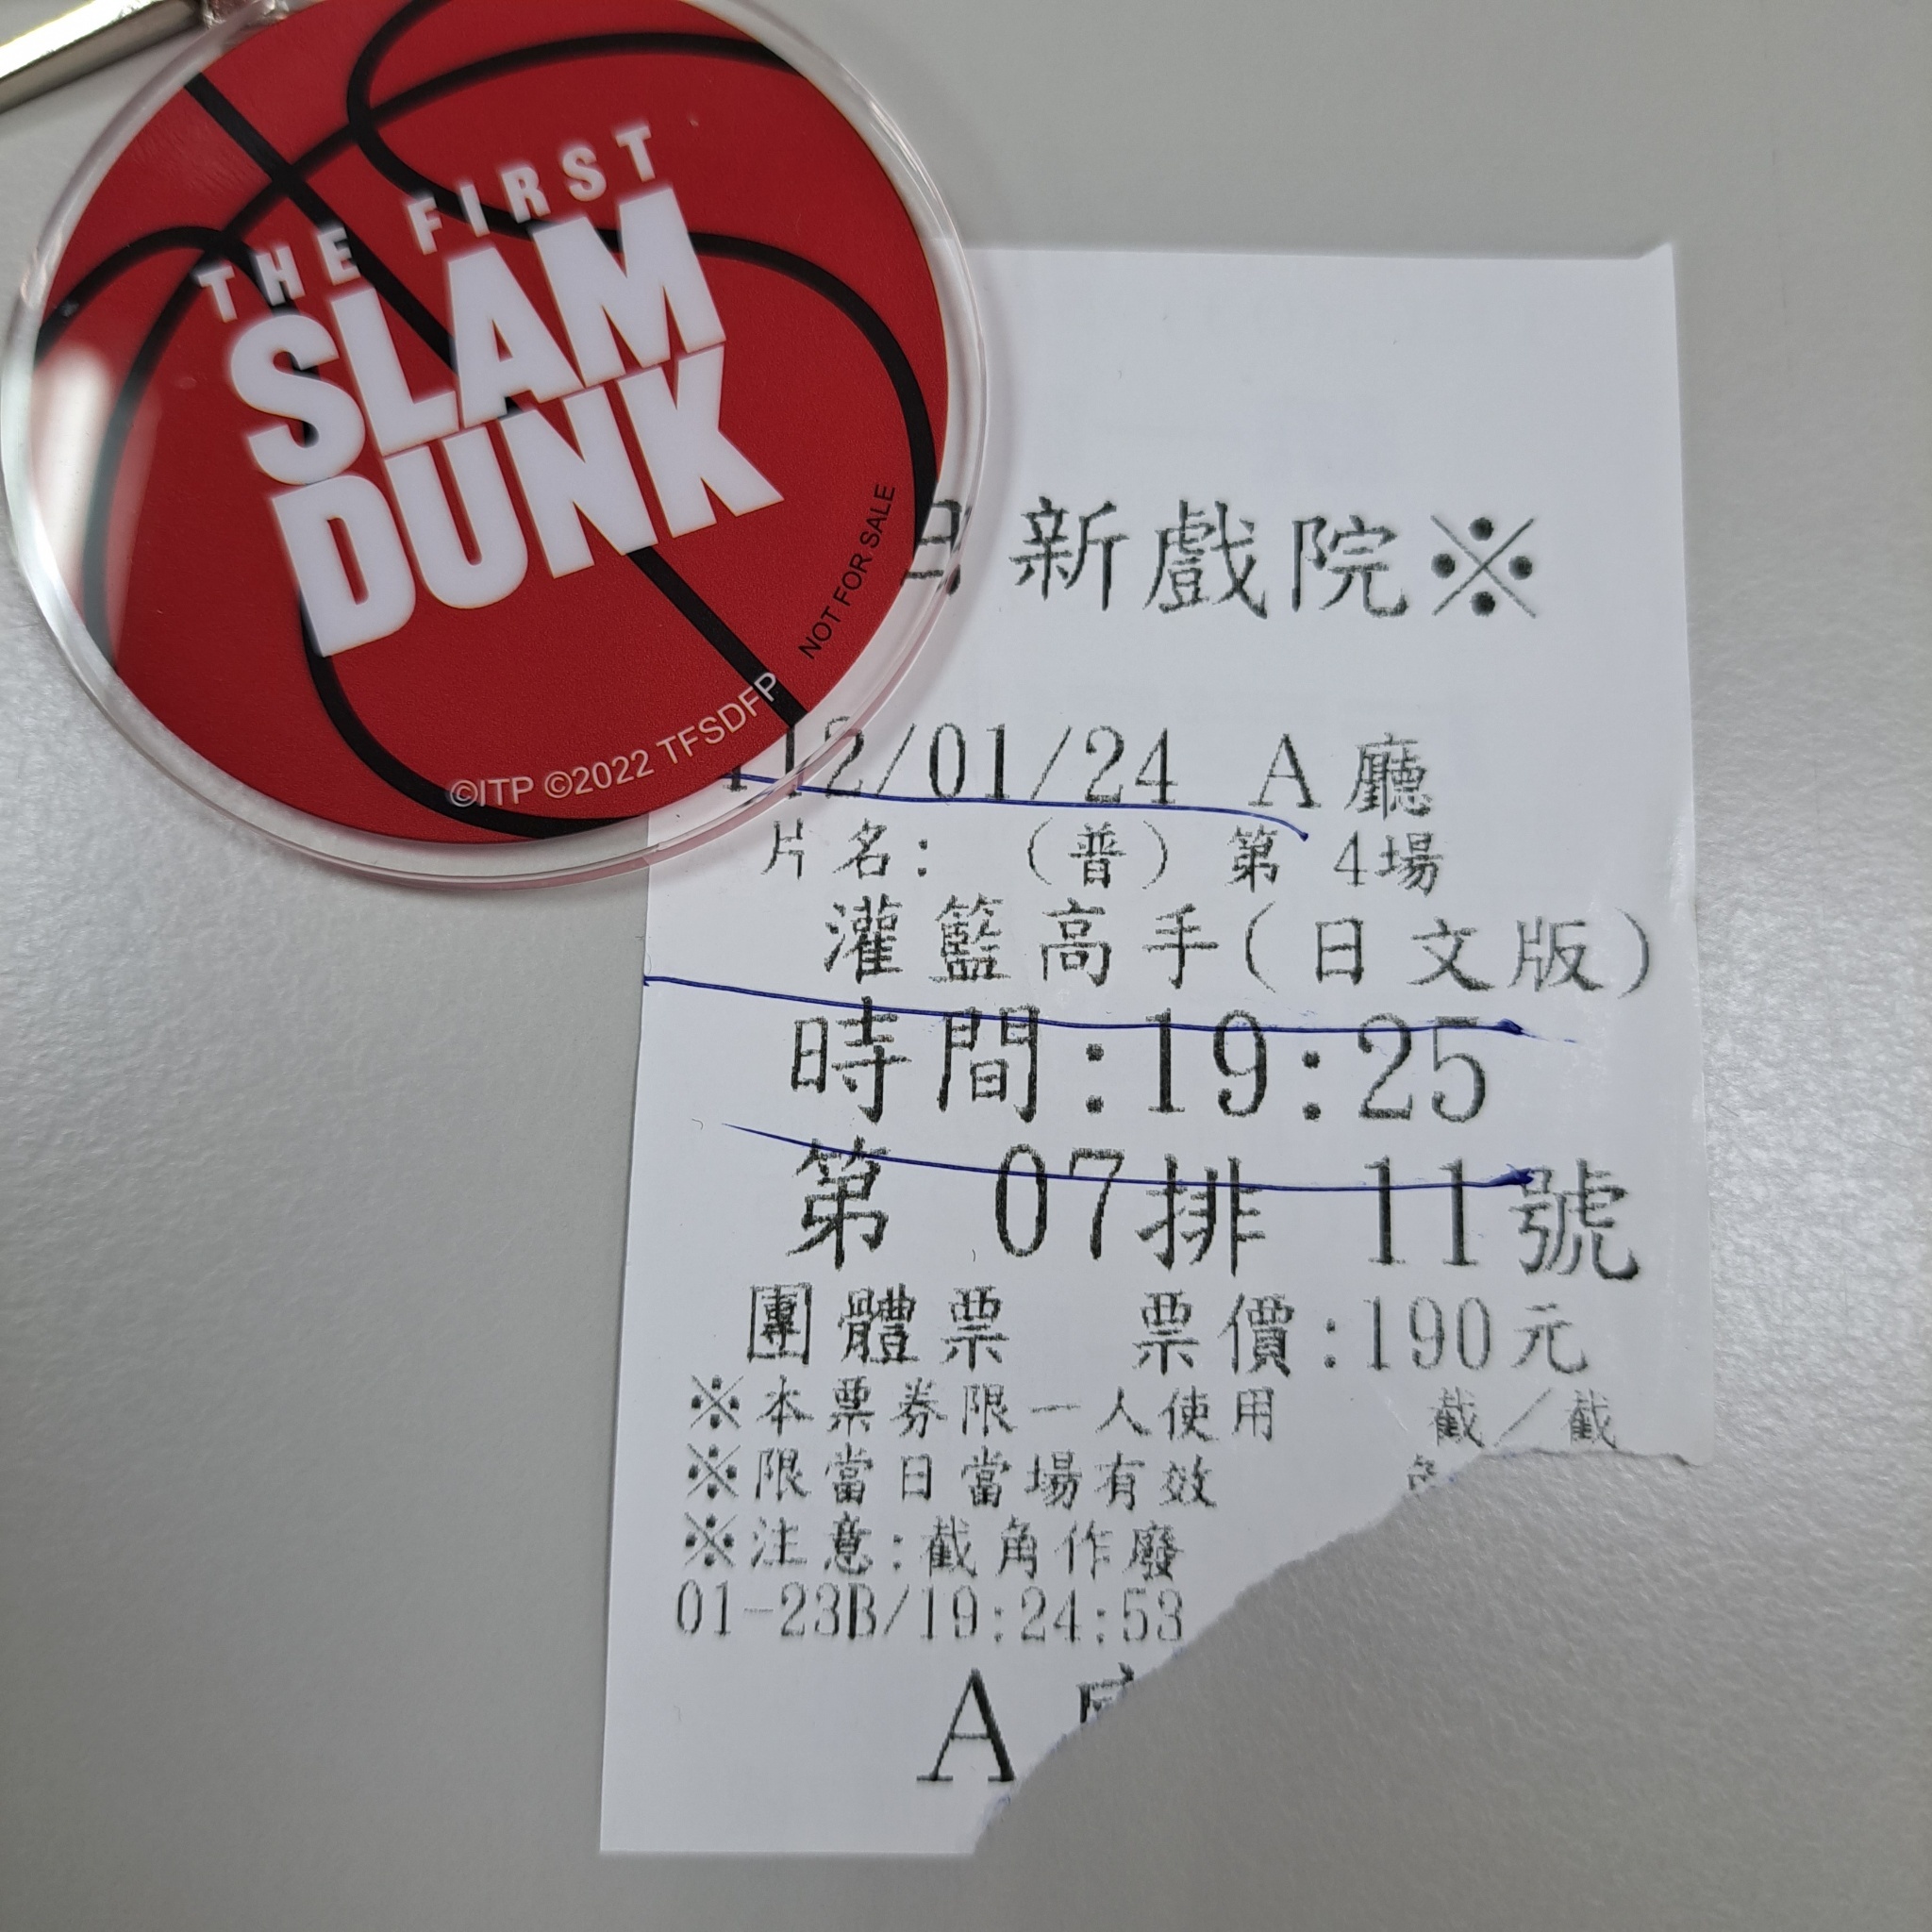 THE FIRST
SLAM
DUNK
NOT FOR SALE
©ITP ©2022 TFSDFP
新戲院※
112/01/24 A廳
片名: (普) 第 4場
灌籃高手(日文版)
時間:19:25
第 07排 11號
團體票 票價:190元
※本票券限一人使用 截/截
※限當日當場有效
※注意:截角作廢
01-23B/19:24:53
A